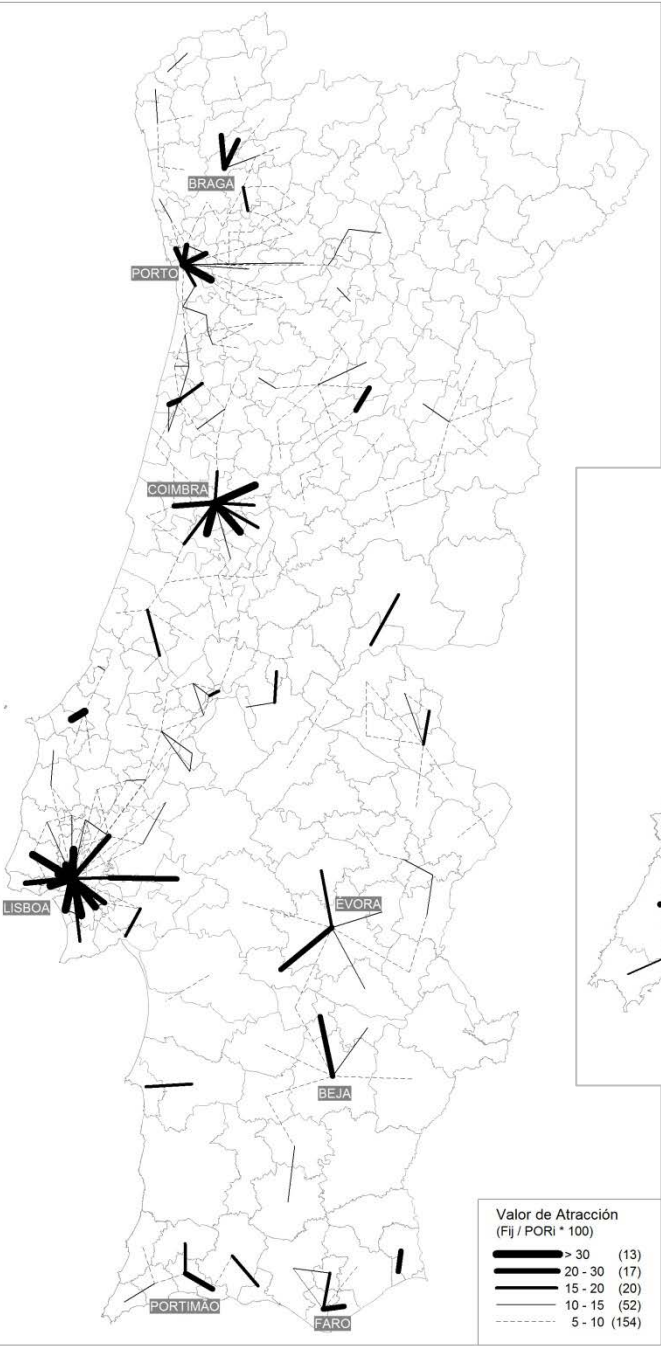 BRAGA
PORTO
COIMBRA
LISBOA
ÉVORA
BEJA
PORTIMÃO
FARO
Valor de Atracção
(Fij / PORi * 100)
> 30 (13)
20 - 30 (17)
15 - 20 (20)
10 - 15 (52)
5 - 10 (154)